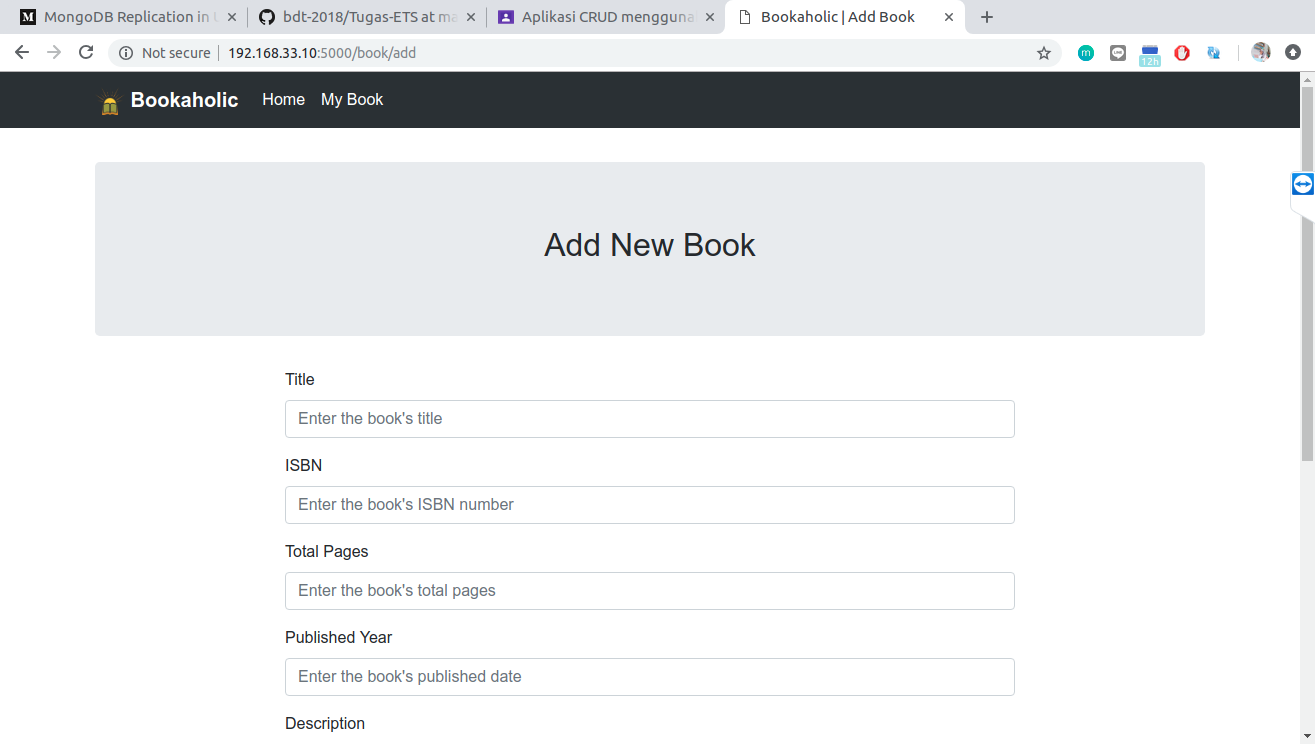 MongoDB Replication in U
bdt-2018/Tugas-ETS at ma
Aplikasi CRUD mengguna
Bookaholic | Add Book
Not secure | 192.168.33.10:5000/book/add
m
12h
Bookaholic Home My Book
Add New Book
Title
Enter the book's title
ISBN
Enter the book's ISBN number
Total Pages
Enter the book's total pages
Published Year
Enter the book's published date
Description